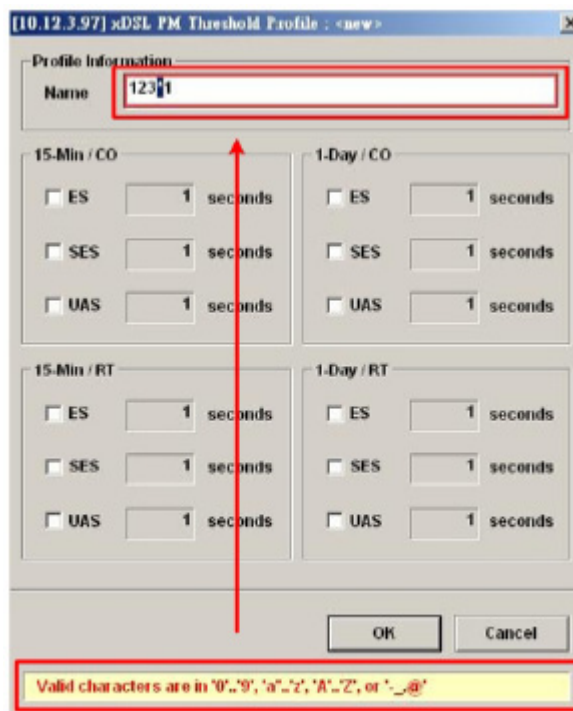 [10.12.3.97] xDSL PM Threshold Profile : <new>
Profile Information
Name 123*1
15-Min / CO
ES 1 seconds
SES 1 seconds
UAS 1 seconds
1-Day / CO
ES 1 seconds
SES 1 seconds
UAS 1 seconds
15-Min / RT
ES 1 seconds
SES 1 seconds
UAS 1 seconds
1-Day / RT
ES 1 seconds
SES 1 seconds
UAS 1 seconds
OK Cancel
Valid characters are in '0'..'9', 'a'..'z', 'A'..'Z', or '-_.@'